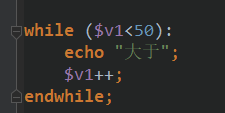 while ($v1<50):
echo "大于";
$v1++;
endwhile;